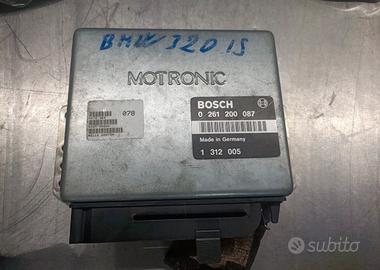 BMW 320 IS
MOTRONIC
078
BOSCH
0 261 200 087
Made in Germany
1 312 005
subito